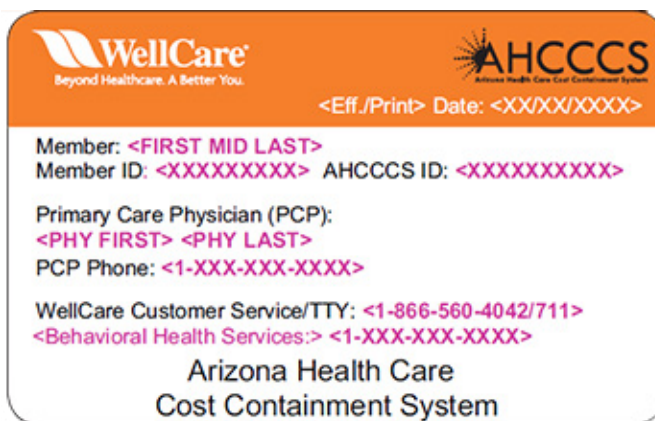 WellCare®
Beyond Healthcare. A Better You.
AHCCCS
Arizona Health Care Cost Containment System
<Eff./Print> Date: <XX/XX/XXXX>
Member: <FIRST MID LAST>
Member ID: <XXXXXXXXX> AHCCCS ID: <XXXXXXXXXX>
Primary Care Physician (PCP):
<PHY FIRST> <PHY LAST>
PCP Phone: <1-XXX-XXX-XXXX>
WellCare Customer Service/TTY: <1-866-560-4042/711>
<Behavioral Health Services:> <1-XXX-XXX-XXXX>
Arizona Health Care
Cost Containment System